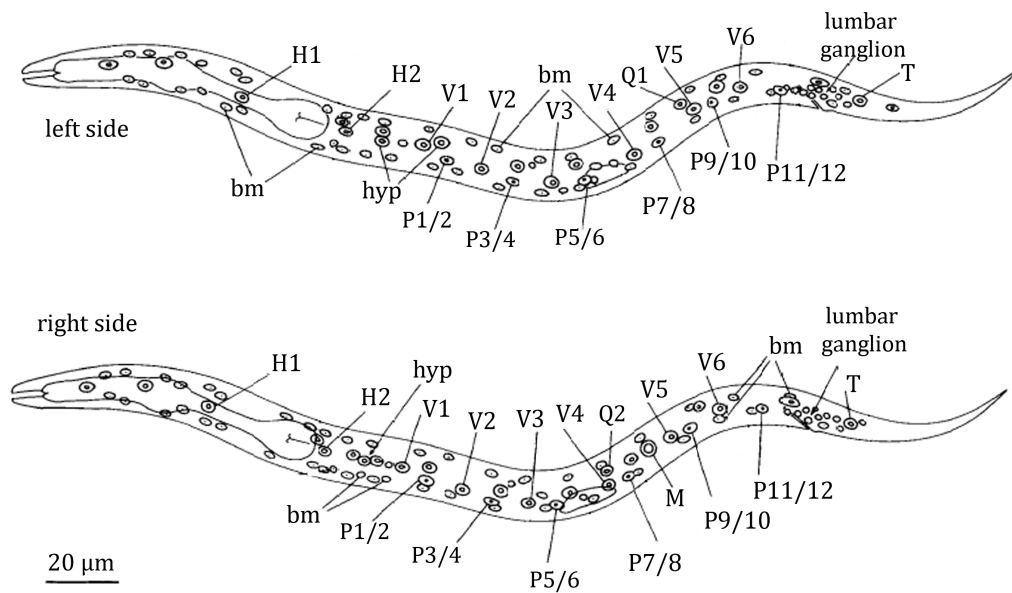 lumbar
ganglion
T
V6
V5
Q1
H1
H2
bm
V1
V2
V3
V4
left side
bm
hyp
P1/2
P3/4
P5/6
P7/8
P9/10
P11/12
right side
lumbar
ganglion
bm
T
V6
H1
hyp
H2
V1
V2
V3
V4
Q2
V5
bm
P1/2
P3/4
P5/6
P7/8
M
P9/10
P11/12
20 µm